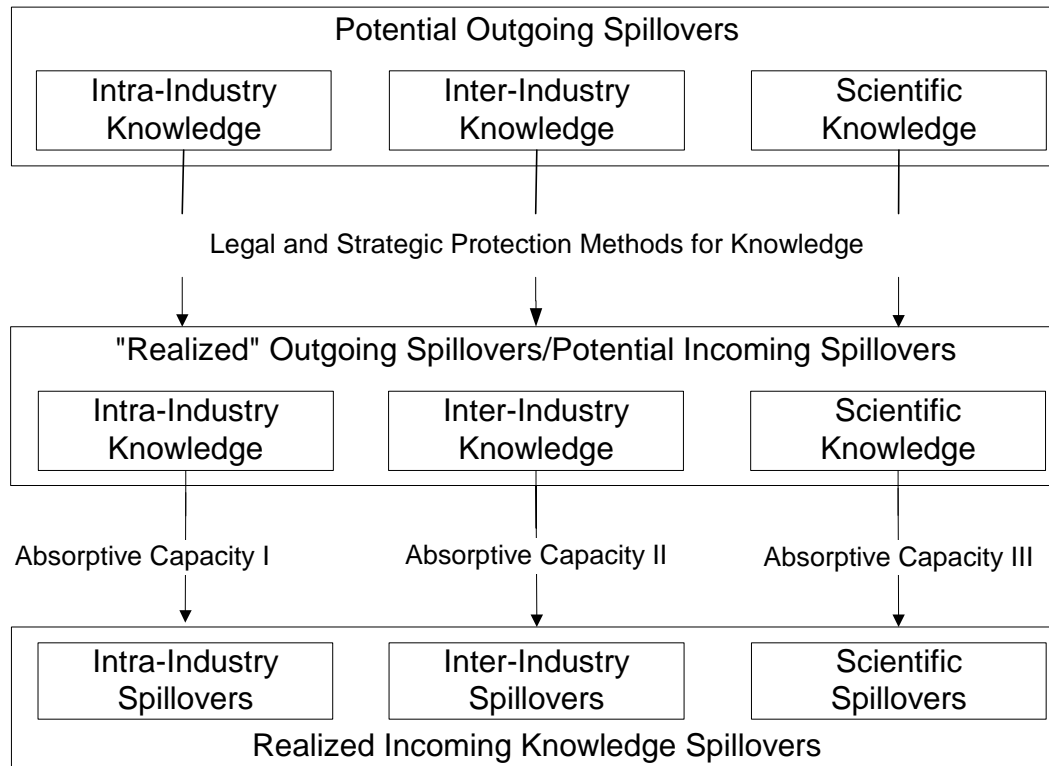 Potential Outgoing Spillovers
Intra-Industry
Knowledge
Inter-Industry
Knowledge
Scientific
Knowledge
Legal and Strategic Protection Methods for Knowledge
"Realized" Outgoing Spillovers/Potential Incoming Spillovers
Intra-Industry
Knowledge
Inter-Industry
Knowledge
Scientific
Knowledge
Absorptive Capacity I
Absorptive Capacity II
Absorptive Capacity III
Intra-Industry
Spillovers
Inter-Industry
Spillovers
Scientific
Spillovers
Realized Incoming Knowledge Spillovers